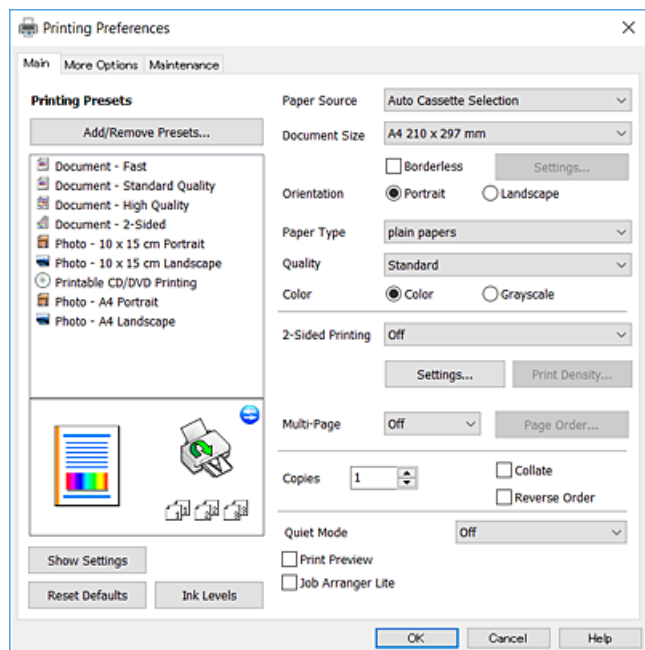 Printing Preferences
Main More Options Maintenance
Printing Presets
Add/Remove Presets...
Document - Fast
Document - Standard Quality
Document - High Quality
Document - 2-Sided
Photo - 10 x 15 cm Portrait
Photo - 10 x 15 cm Landscape
Printable CD/DVD Printing
Photo - A4 Portrait
Photo - A4 Landscape
Show Settings
Reset Defaults Ink Levels
Paper Source Auto Cassette Selection
Document Size A4 210 x 297 mm
Borderless Settings...
Orientation Portrait Landscape
Paper Type plain papers
Quality Standard
Color Color Grayscale
2-Sided Printing Off
Settings... Print Density...
Multi-Page Off Page Order...
Copies 1 Collate
Reverse Order
Quiet Mode Off
Print Preview
Job Arranger Lite
OK Cancel Help